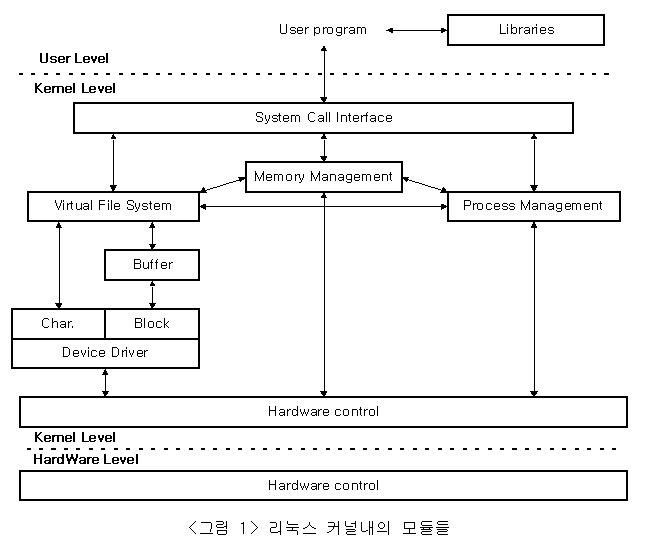 User program
Libraries
User Level
Kernel Level
System Call Interface
Memory Management
Virtual File System
Process Management
Buffer
Char.
Block
Device Driver
Hardware control
Kernel Level
HardWare Level
Hardware control
<그림 1> 리눅스 커널내의 모듈들